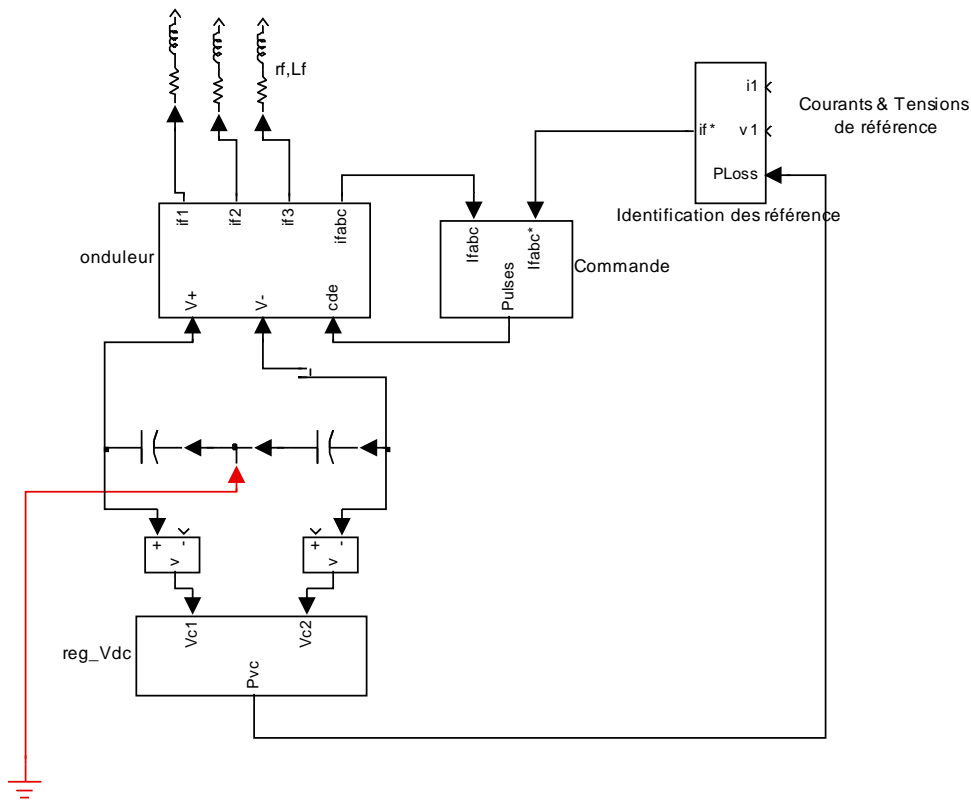 rf,Lf
i1
if*
v1
PLoss
Courants & Tensions
de référence
Identification des référence
if1
if2
if3
ifabc
onduleur
V+
V-
cde
Ifabc
Ifabc*
Pulses
Commande
+
-
v
+
-
v
Vc1
Vc2
reg_Vdc
Pvc